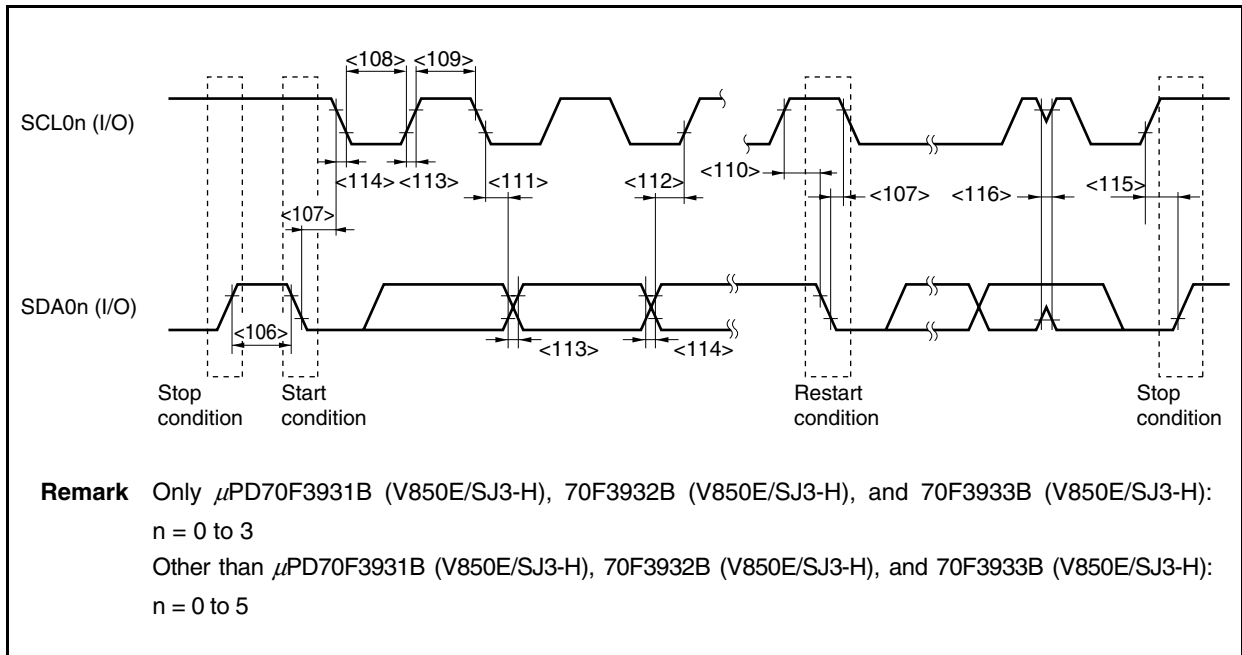 <108>
<109>
SCL0n (I/O)
<114>
<113>
<111>
<112>
<110>
<107>
<116>
<115>
<107>
SDA0n (I/O)
<106>
<113>
<114>
Stop
condition
Start
condition
Restart
condition
Stop
condition
Remark Only μPD70F3931B (V850E/SJ3-H), 70F3932B (V850E/SJ3-H), and 70F3933B (V850E/SJ3-H):
n = 0 to 3
Other than μPD70F3931B (V850E/SJ3-H), 70F3932B (V850E/SJ3-H), and 70F3933B (V850E/SJ3-H):
n = 0 to 5